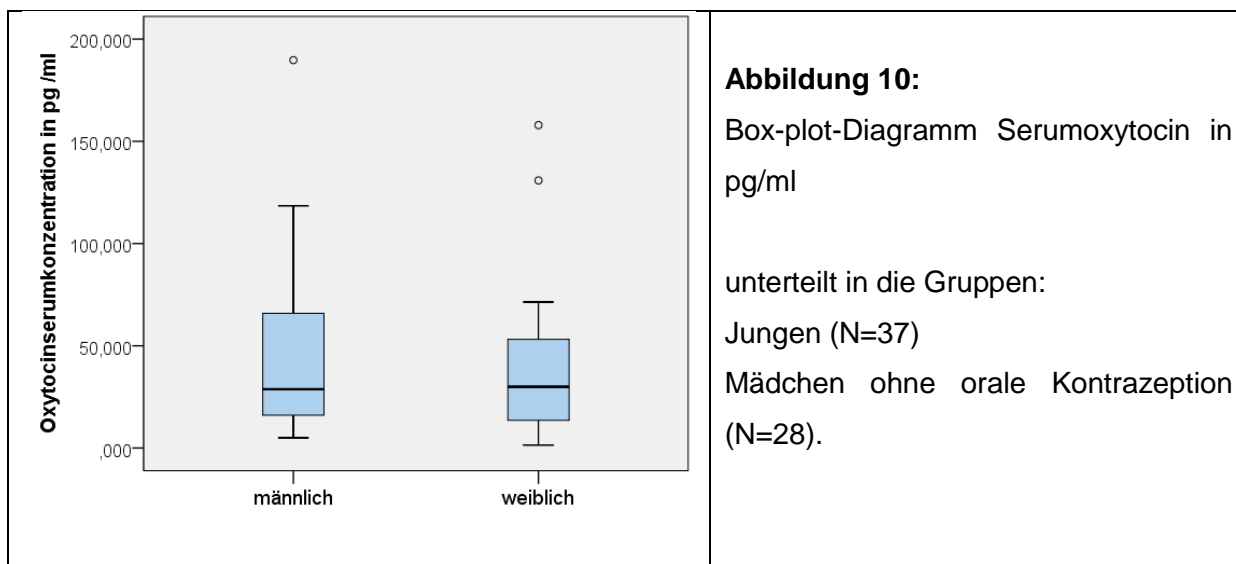 Oxytocinserumkonzentration in pg /ml
200,000
150,000
100,000
50,000
,000
männlich
weiblich
Abbildung 10:
Box-plot-Diagramm Serumoxytocin in
pg/ml
unterteilt in die Gruppen:
Jungen (N=37)
Mädchen ohne orale Kontrazeption
(N=28).